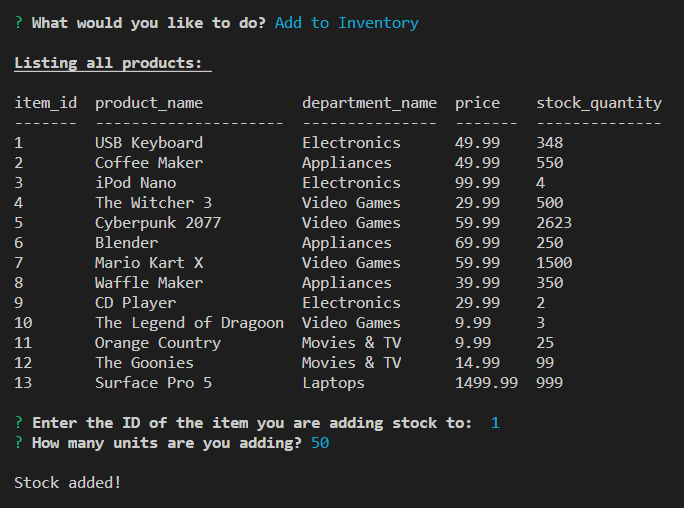 ? What would you like to do? Add to Inventory
Listing all products:
item_id  product_name           department_name  price    stock_quantity
-------  ---------------------  ---------------  -------  --------------
1        USB Keyboard           Electronics      49.99    348
2        Coffee Maker           Appliances       49.99    550
3        iPod Nano              Electronics      99.99    4
4        The Witcher 3          Video Games      29.99    500
5        Cyberpunk 2077         Video Games      59.99    2623
6        Blender                Appliances       69.99    250
7        Mario Kart X           Video Games      59.99    1500
8        Waffle Maker           Appliances       39.99    350
9        CD Player              Electronics      29.99    2
10       The Legend of Dragoon  Video Games      9.99     3
11       Orange Country         Movies & TV      9.99     25
12       The Goonies            Movies & TV      14.99    99
13       Surface Pro 5          Laptops          1499.99  999
? Enter the ID of the item you are adding stock to:  1
? How many units are you adding? 50
Stock added!